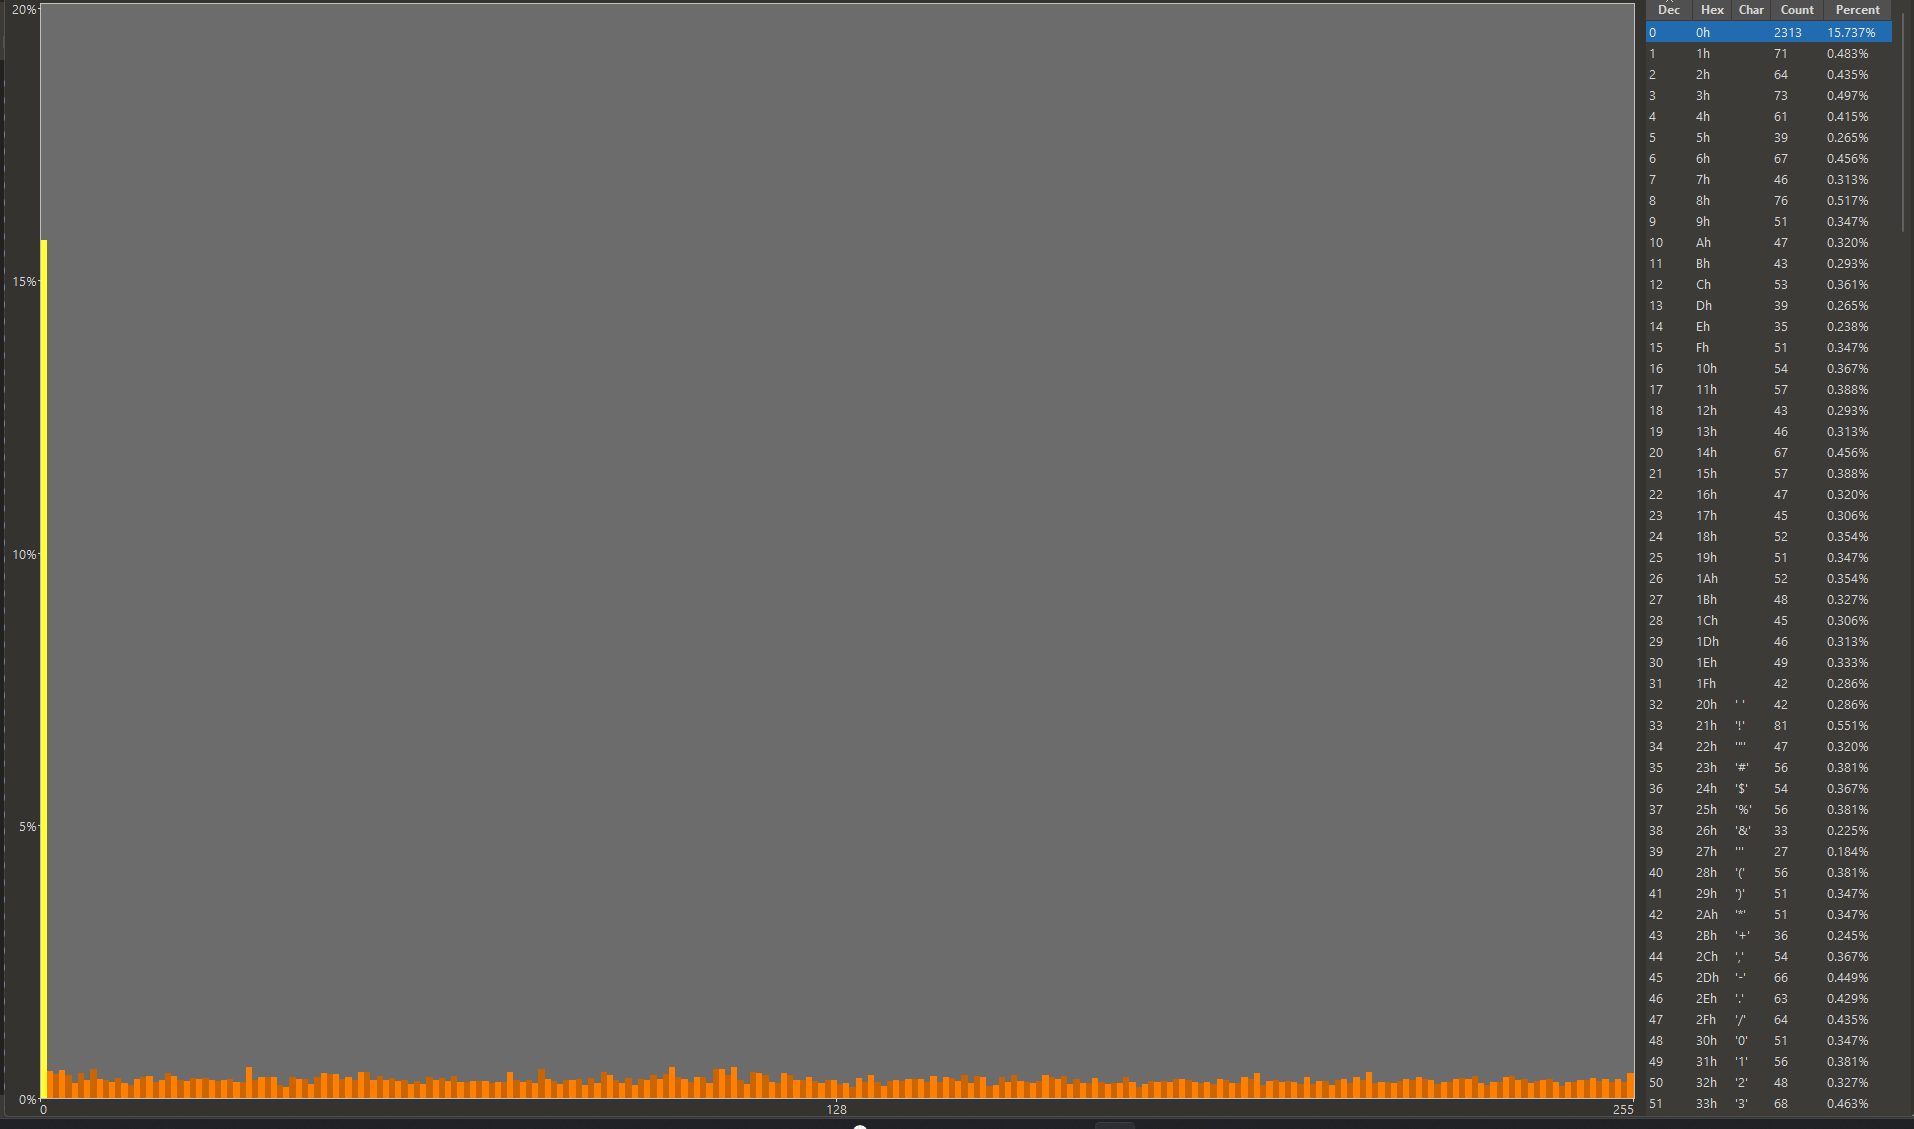 20%
15%
10%
5%
0%
0 128 255
Dec Hex Char Count Percent
0 0h 2313 15.737%
1 1h 71 0.483%
2 2h 64 0.435%
3 3h 73 0.497%
4 4h 61 0.415%
5 5h 39 0.265%
6 6h 67 0.456%
7 7h 46 0.313%
8 8h 76 0.517%
9 9h 51 0.347%
10 Ah 47 0.320%
11 Bh 43 0.293%
12 Ch 53 0.361%
13 Dh 39 0.265%
14 Eh 35 0.238%
15 Fh 51 0.347%
16 10h 54 0.367%
17 11h 57 0.388%
18 12h 43 0.293%
19 13h 46 0.313%
20 14h 67 0.456%
21 15h 57 0.388%
22 16h 47 0.320%
23 17h 45 0.306%
24 18h 52 0.354%
25 19h 51 0.347%
26 1Ah 52 0.354%
27 1Bh 48 0.327%
28 1Ch 45 0.306%
29 1Dh 46 0.313%
30 1Eh 49 0.333%
31 1Fh 42 0.286%
32 20h ' ' 42 0.286%
33 21h '!' 81 0.551%
34 22h '"' 47 0.320%
35 23h '#' 56 0.381%
36 24h '$' 54 0.367%
37 25h '%' 56 0.381%
38 26h '&' 33 0.225%
39 27h ''' 27 0.184%
40 28h '(' 56 0.381%
41 29h ')' 51 0.347%
42 2Ah '*' 51 0.347%
43 2Bh '+' 36 0.245%
44 2Ch ',' 54 0.367%
45 2Dh '-' 66 0.449%
46 2Eh '.' 63 0.429%
47 2Fh '/' 64 0.435%
48 30h '0' 51 0.347%
49 31h '1' 56 0.381%
50 32h '2' 48 0.327%
51 33h '3' 68 0.463%